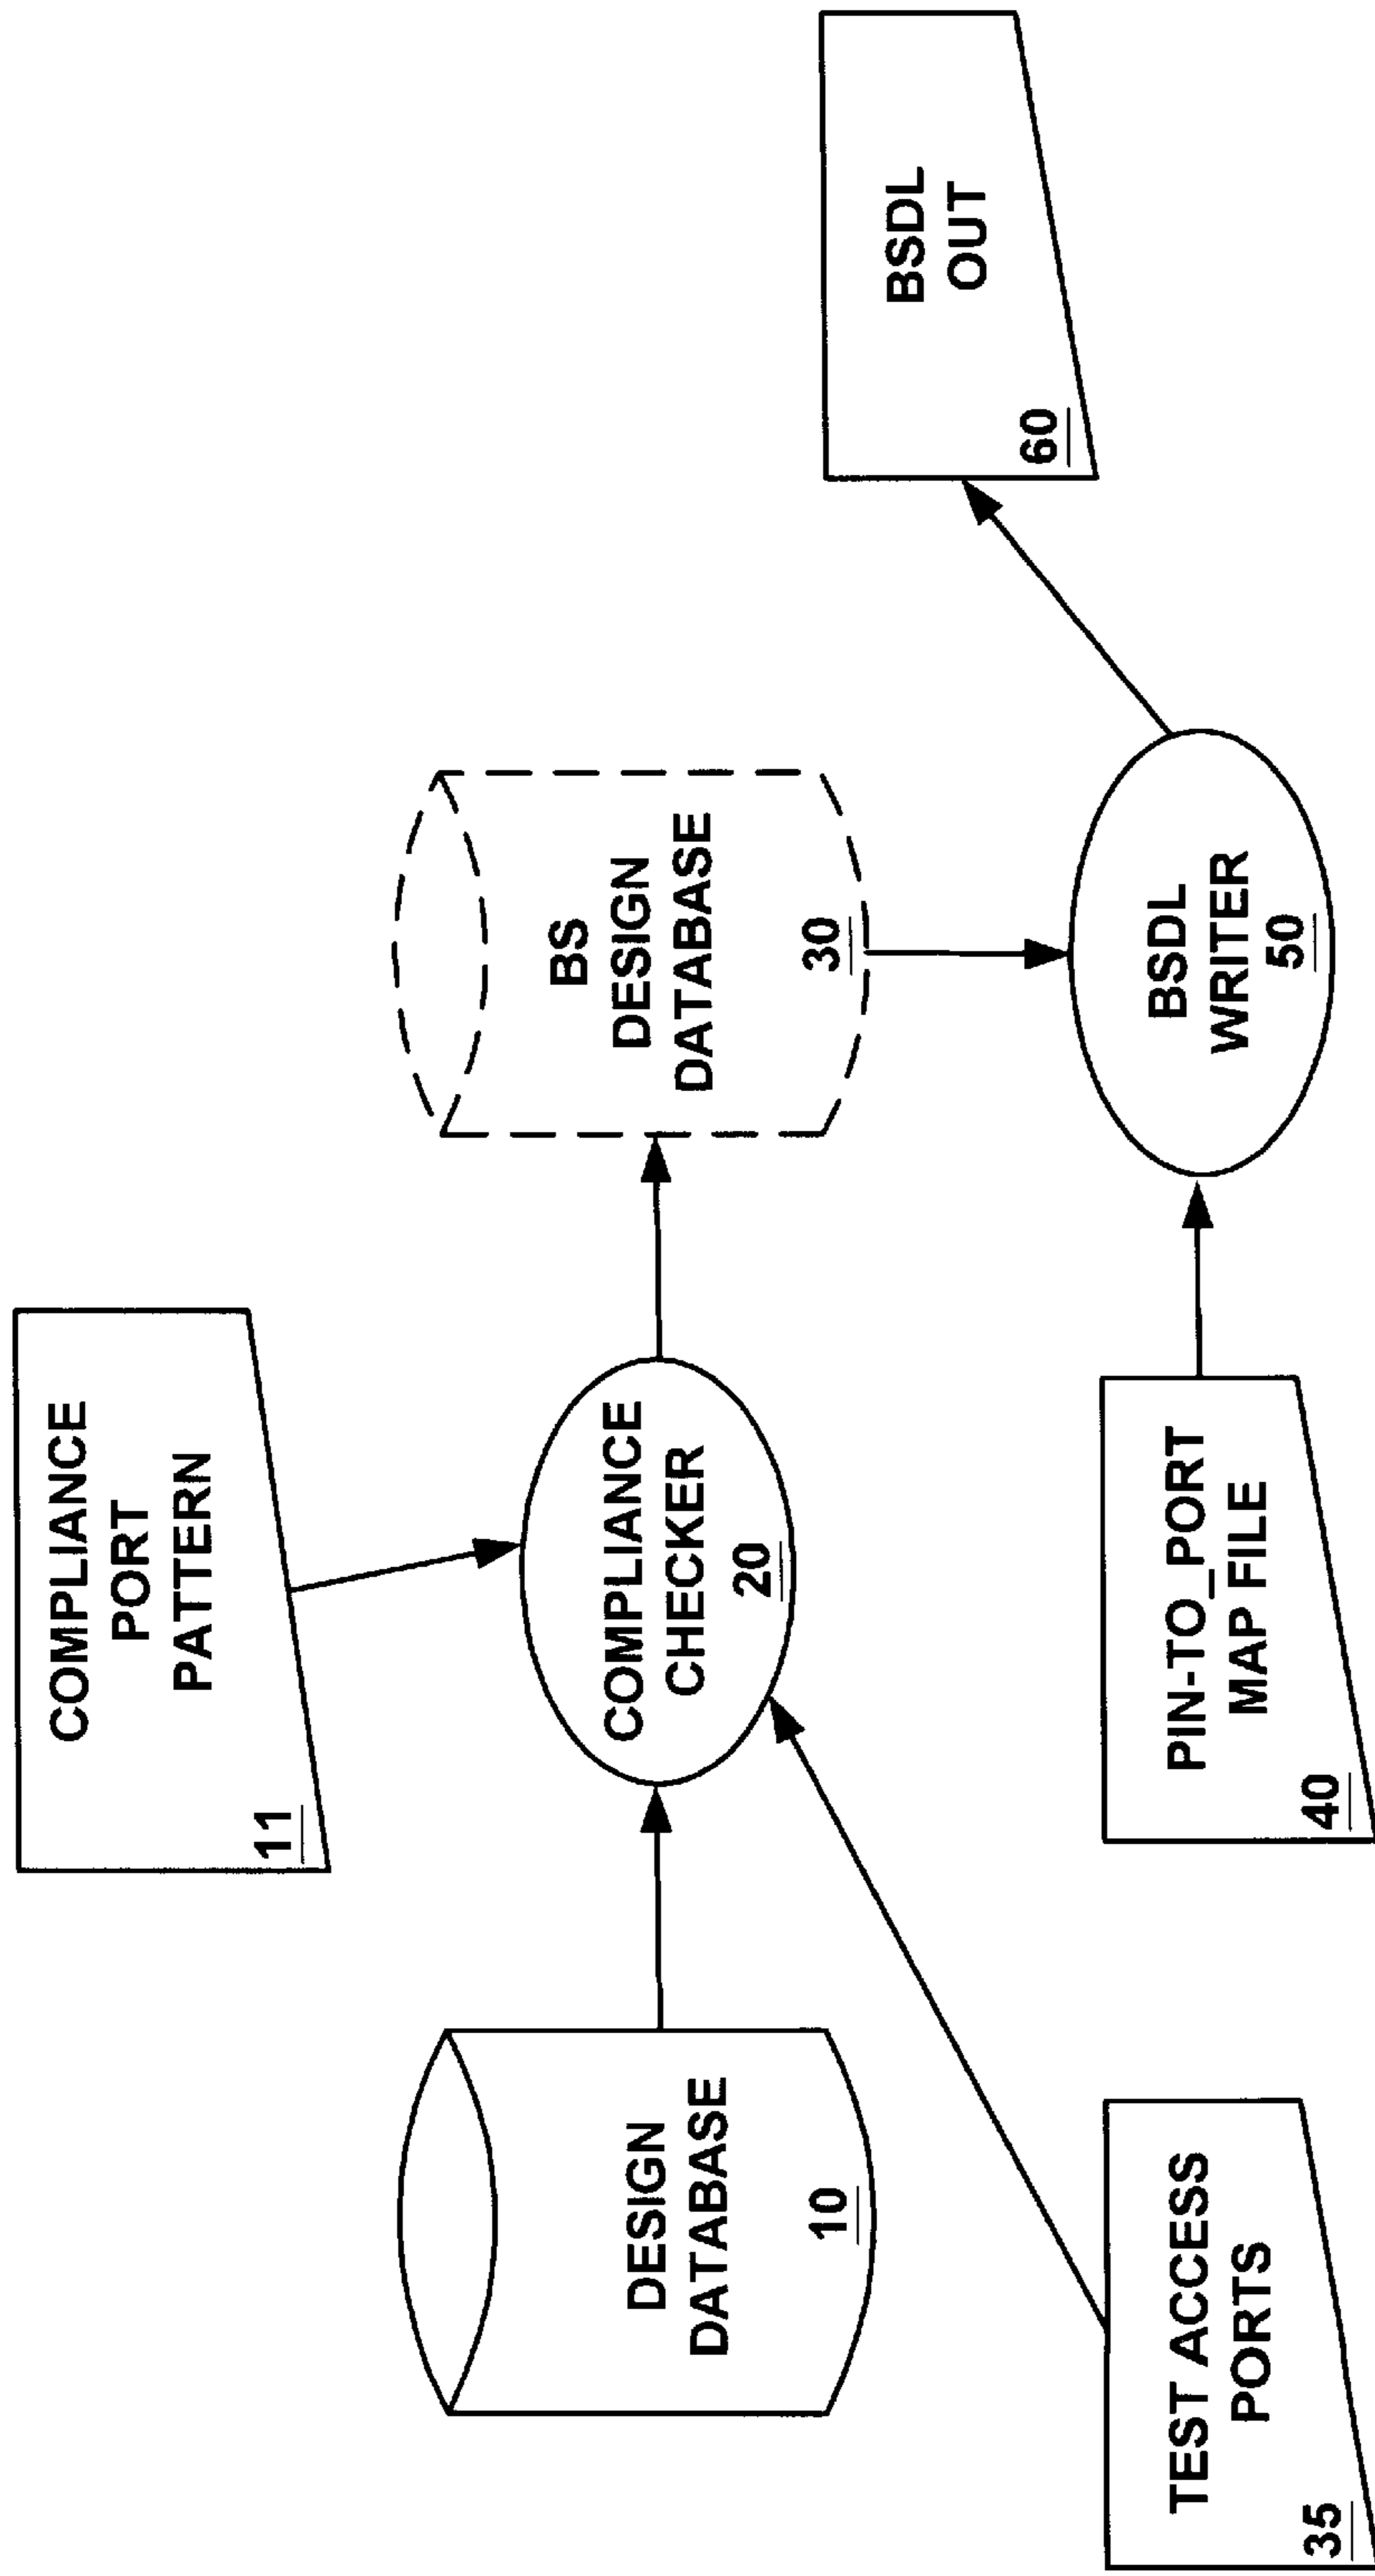 COMPLIANCE
PORT
PATTERN
11
DESIGN
DATABASE
10
COMPLIANCE
CHECKER
20
BS
DESIGN
DATABASE
30
TEST ACCESS
PORTS
35
PIN-TO_PORT
MAP FILE
40
BSDL
WRITER
50
BSDL
OUT
60